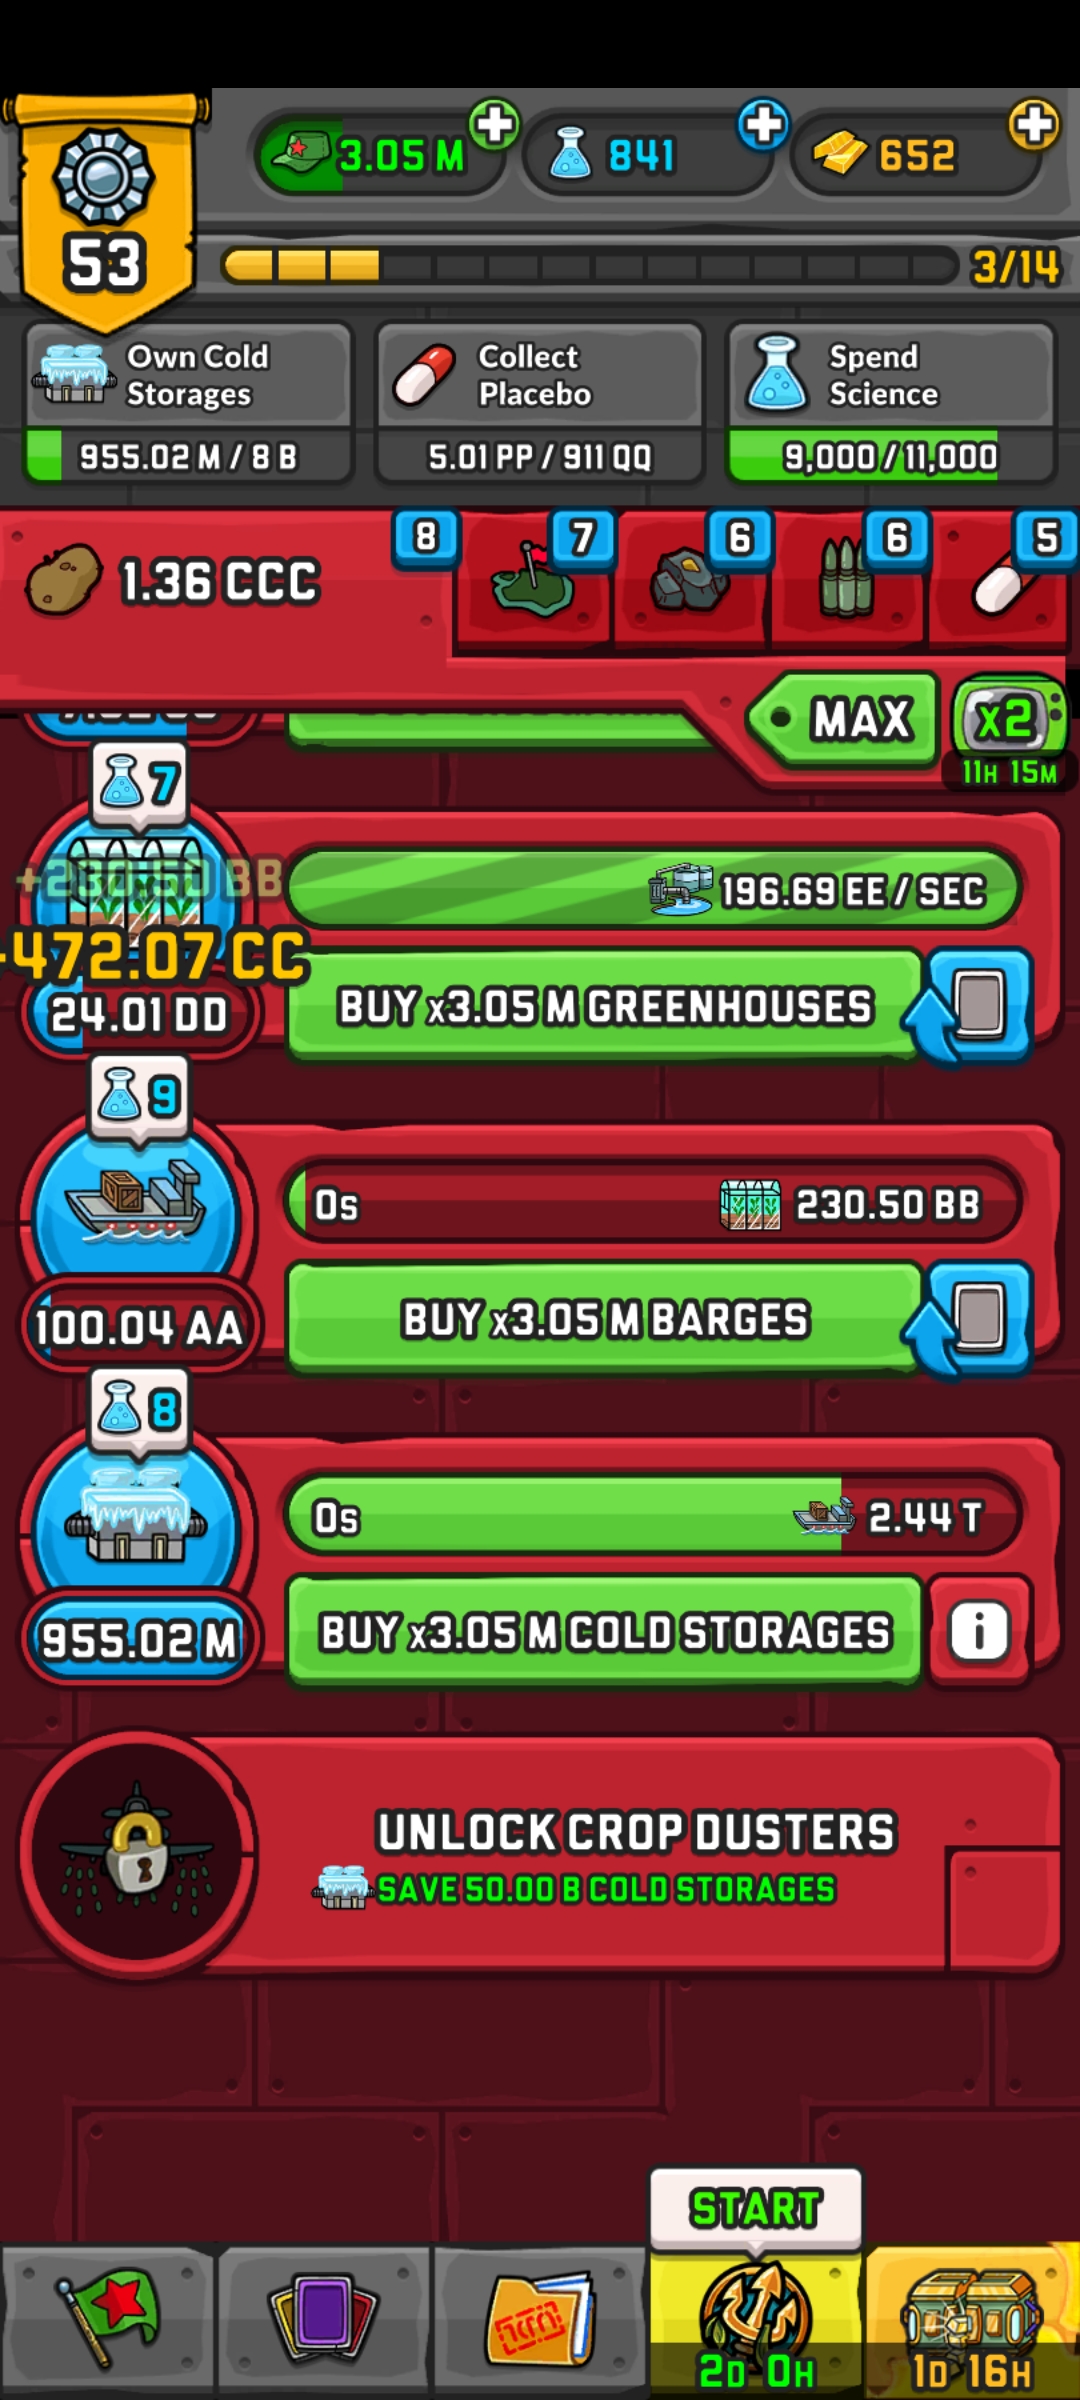 3.05 M
841
652
53
3/14
Own Cold
Storages
955.02 M / 8 B
Collect
Placebo
5.01 PP / 911 QQ
Spend
Science
9,000 / 11,000
1.36 CCC
8
7
6
6
5
MAX
x2
11H 15M
7
+230.50 BB
196.69 EE / SEC
-472.07 CC
24.01 DD
BUY x3.05 M GREENHOUSES
9
0s
230.50 BB
100.04 AA
BUY x3.05 M BARGES
8
0s
2.44 T
955.02 M
BUY x3.05 M COLD STORAGES
i
UNLOCK CROP DUSTERS
SAVE 50.00 B COLD STORAGES
START
2D 0H
1D 16H